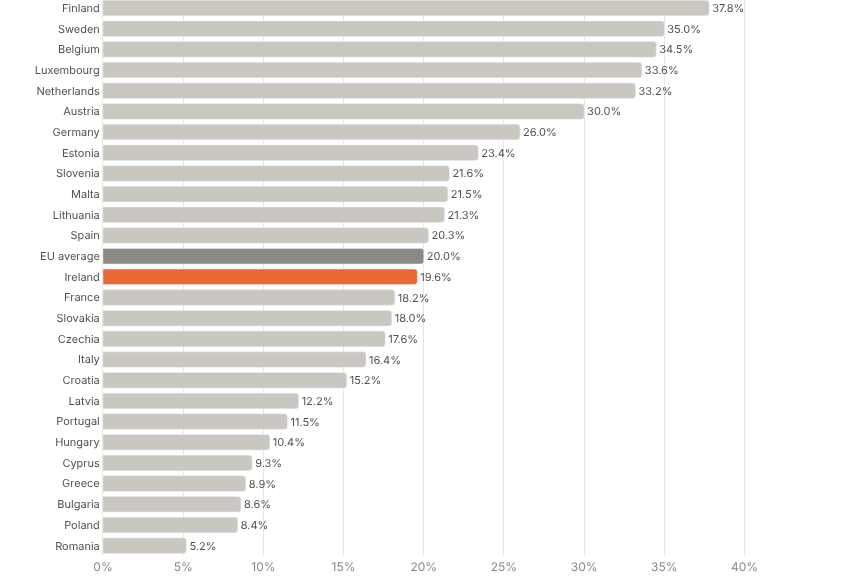 Finland 37.8%
Sweden 35.0%
Belgium 34.5%
Luxembourg 33.6%
Netherlands 33.2%
Austria 30.0%
Germany 26.0%
Estonia 23.4%
Slovenia 21.6%
Malta 21.5%
Lithuania 21.3%
Spain 20.3%
EU average 20.0%
Ireland 19.6%
France 18.2%
Slovakia 18.0%
Czechia 17.6%
Italy 16.4%
Croatia 15.2%
Latvia 12.2%
Portugal 11.5%
Hungary 10.4%
Cyprus 9.3%
Greece 8.9%
Bulgaria 8.6%
Poland 8.4%
Romania 5.2%
0% 5% 10% 15% 20% 25% 30% 35% 40%